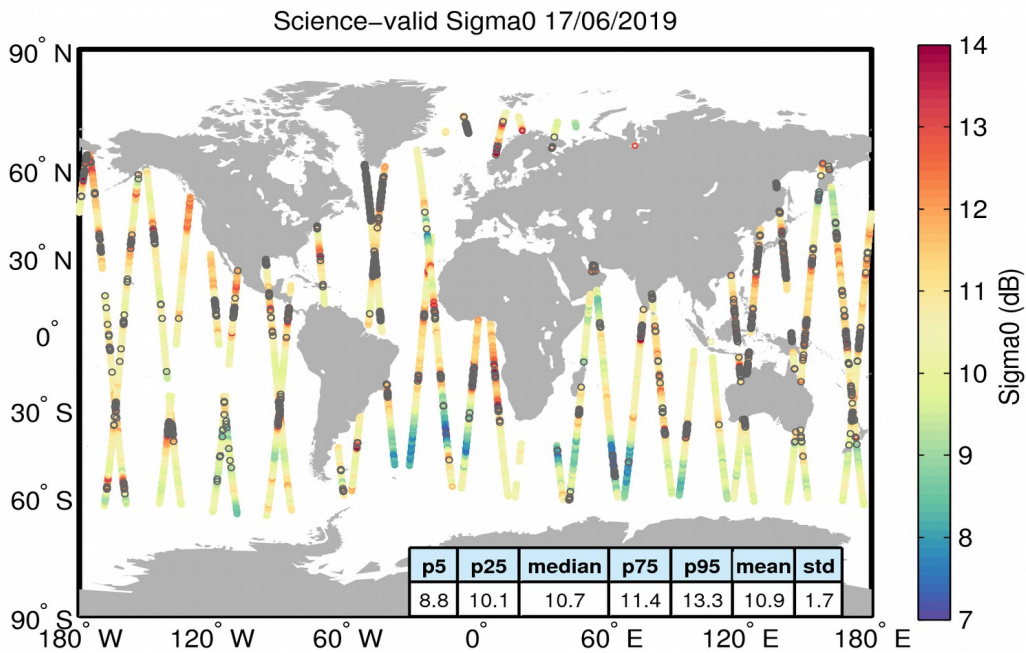 Science−valid Sigma0 17/06/2019
90° N
60° N
30° N
0°
30° S
60° S
90° S
180° W
120° W
60° W
0°
60° E
120° E
180° E
p5 p25 median p75 p95 mean std
8.8 10.1 10.7 11.4 13.3 10.9 1.7
14
13
12
11
10
9
8
7
Sigma0 (dB)